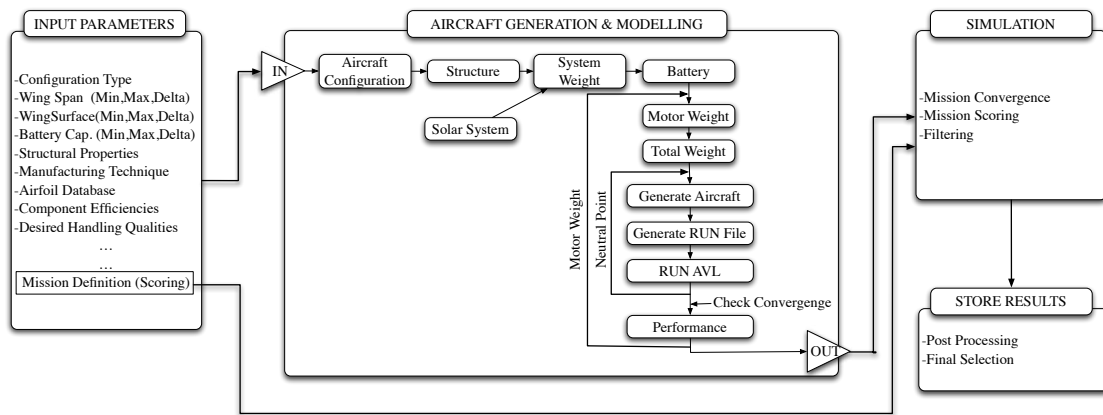 INPUT PARAMETERS
-Configuration Type
-Wing Span (Min,Max,Delta)
-WingSurface(Min,Max,Delta)
-Battery Cap. (Min,Max,Delta)
-Structural Properties
-Manufacturing Technique
-Airfoil Database
-Component Efficiencies
-Desired Handling Qualities
...
...
Mission Definition (Scoring)
AIRCRAFT GENERATION & MODELLING
IN
Aircraft
Configuration
Structure
System
Weight
Battery
Solar System
Motor Weight
Total Weight
Generate Aircraft
Generate RUN File
RUN AVL
Check Convergenge
Performance
Motor Weight
Neutral Point
OUT
SIMULATION
-Mission Convergence
-Mission Scoring
-Filtering
STORE RESULTS
-Post Processing
-Final Selection